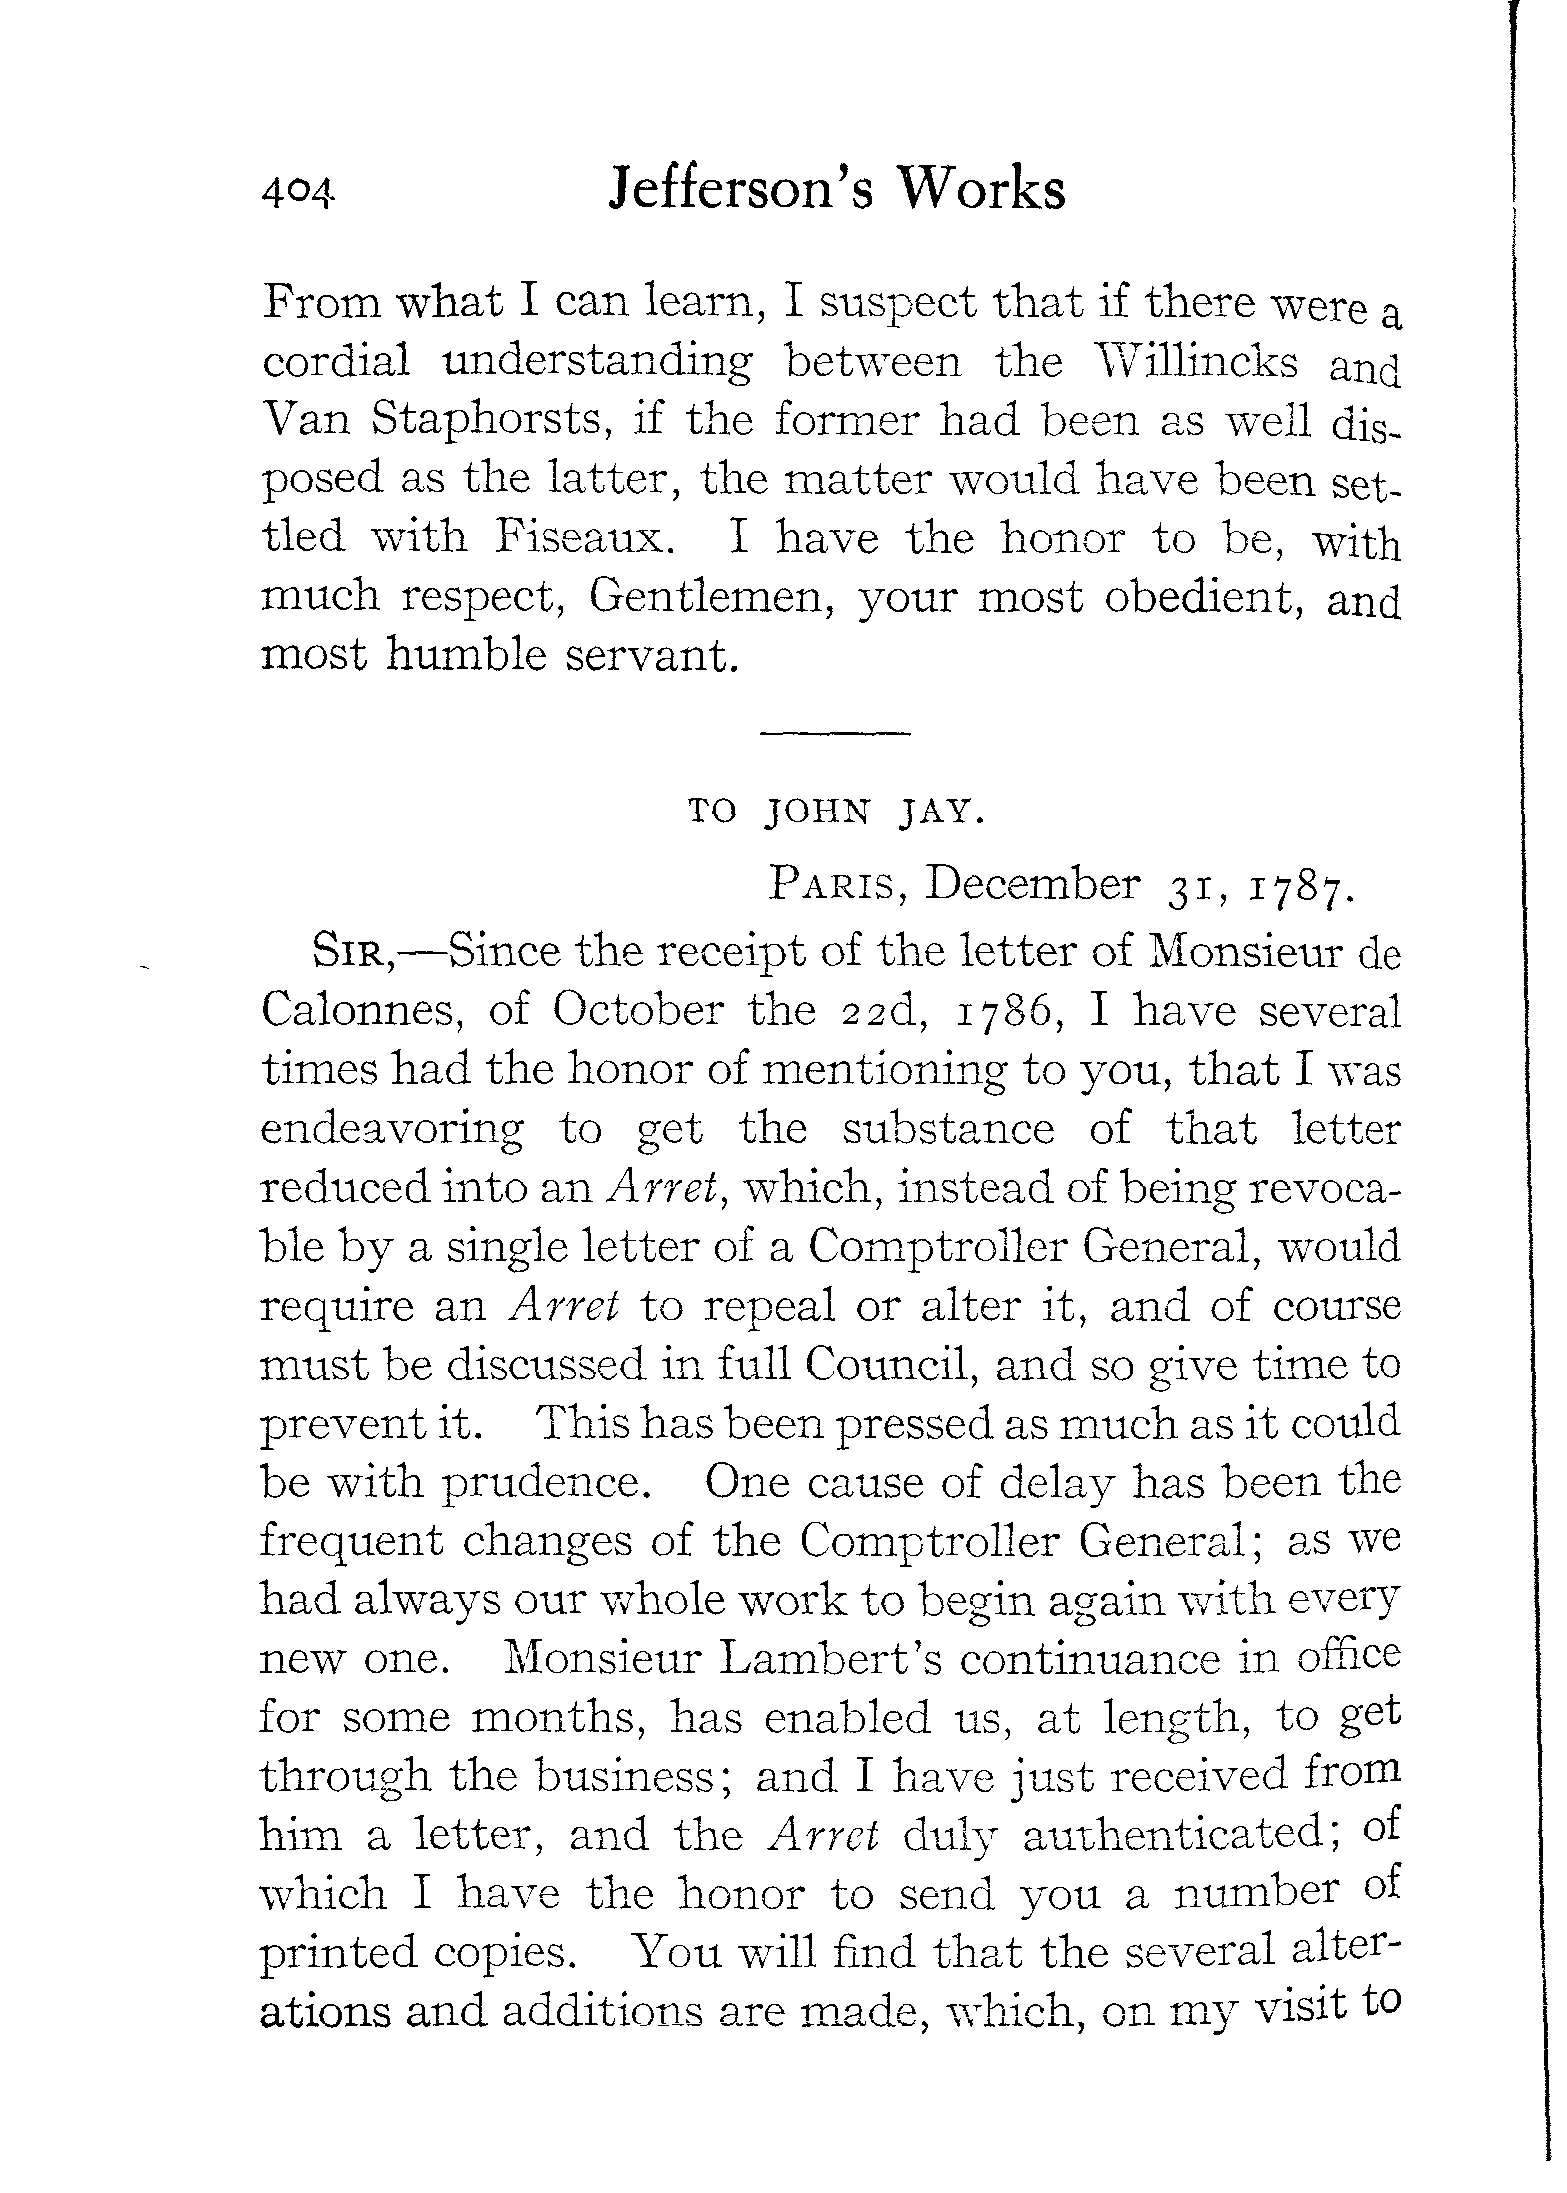 404 Jefferson's Works
From what I can learn, I suspect that if there were a
cordial understanding between the Willincks and
Van Staphorsts, if the former had been as well dis-
posed as the latter, the matter would have been set-
tled with Fiseaux. I have the honor to be, with
much respect, Gentlemen, your most obedient, and
most humble servant.
TO JOHN JAY.
PARIS, December 31, 1787.
SIR,—Since the receipt of the letter of Monsieur de
Calonnes, of October the 22d, 1786, I have several
times had the honor of mentioning to you, that I was
endeavoring to get the substance of that letter
reduced into an Arret, which, instead of being revoca-
ble by a single letter of a Comptroller General, would
require an Arret to repeal or alter it, and of course
must be discussed in full Council, and so give time to
prevent it. This has been pressed as much as it could
be with prudence. One cause of delay has been the
frequent changes of the Comptroller General; as we
had always our whole work to begin again with every
new one. Monsieur Lambert's continuance in office
for some months, has enabled us, at length, to get
through the business; and I have just received from
him a letter, and the Arret duly authenticated; of
which I have the honor to send you a number of
printed copies. You will find that the several alter-
ations and additions are made, which, on my visit to